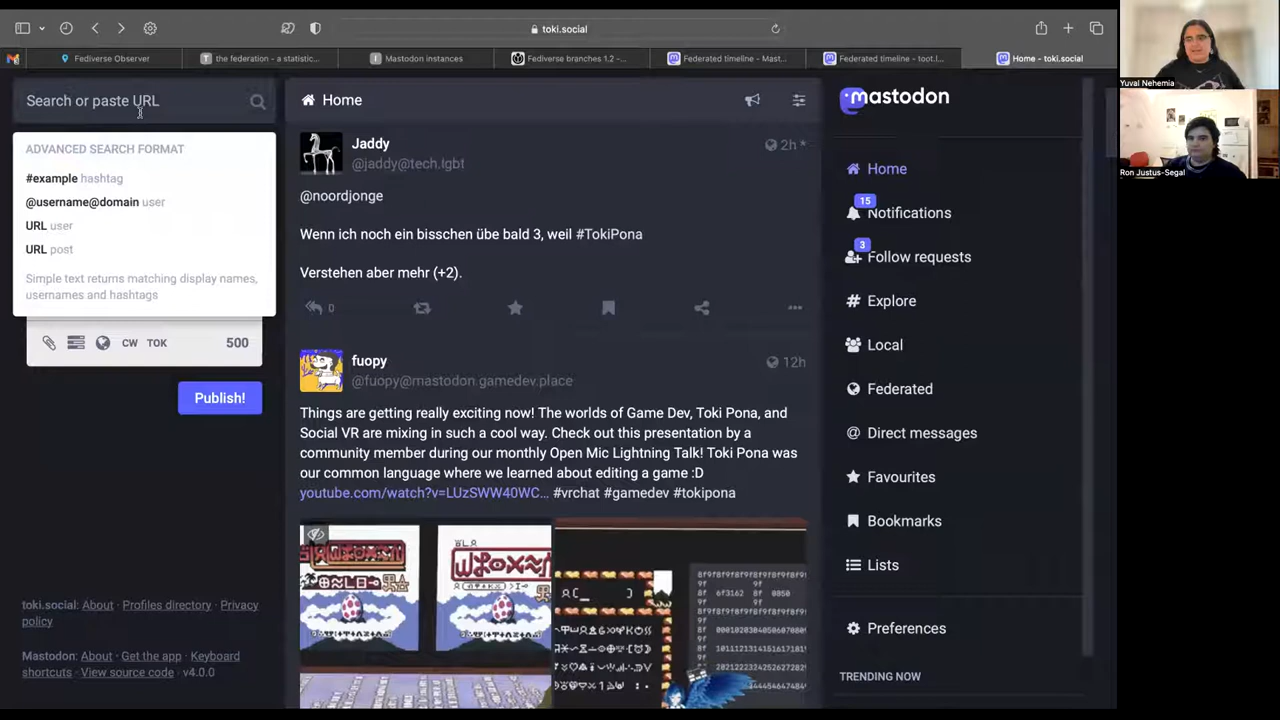 toki.social
Fediverse Observer
the federation - a statistic...
Mastodon instances
Fediverse branches 1.2 -...
Federated timeline - Mast...
Federated timeline - toot.l...
Home - toki.social
Search or paste URL
ADVANCED SEARCH FORMAT
#example hashtag
@username@domain user
URL user
URL post
Simple text returns matching display names,
usernames and hashtags
CW TOK 500
Publish!
toki.social: About · Profiles directory · Privacy
policy
Mastodon: About · Get the app · Keyboard
shortcuts · View source code · v4.0.0
Home
Jaddy
@jaddy@tech.lgbt
2h *
@noordjonge
Wenn ich noch ein bisschen übe bald 3, weil #TokiPona
Verstehen aber mehr (+2).
0
fuopy
@fuopy@mastodon.gamedev.place
12h
Things are getting really exciting now! The worlds of Game Dev, Toki Pona, and
Social VR are mixing in such a cool way. Check out this presentation by a
community member during our monthly Open Mic Lightning Talk! Toki Pona was
our common language where we learned about editing a game :D
youtube.com/watch?v=LUzSWW40WC... #vrchat #gamedev #tokipona
mastodon
Home
15
Notifications
3
Follow requests
Explore
Local
Federated
Direct messages
Favourites
Bookmarks
Lists
Preferences
TRENDING NOW
Yuval Nehemia
Ron Justus-Segal